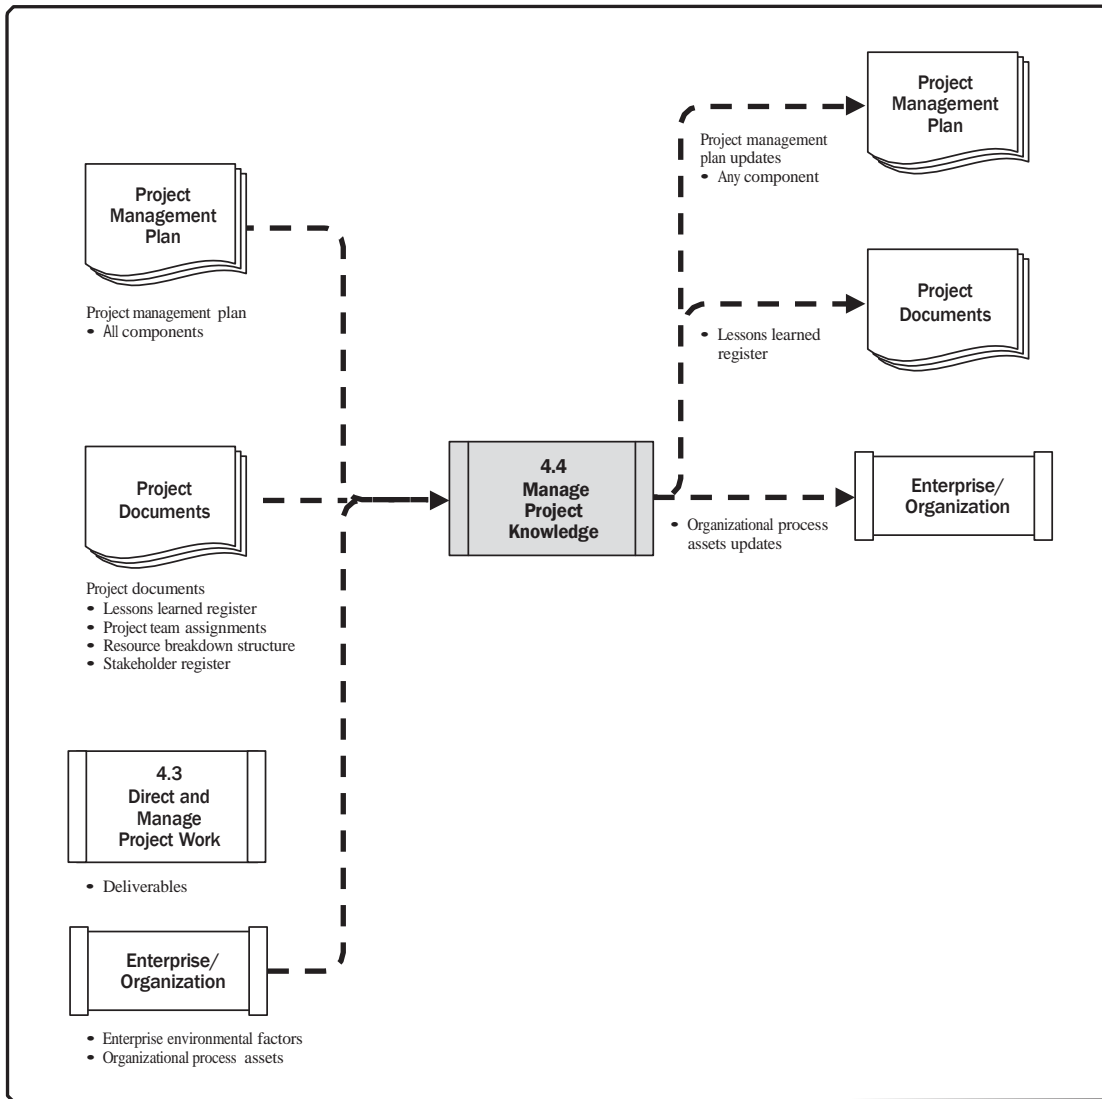 Project
Management
Plan
Project management plan
• All components
Project
Documents
Project documents
• Lessons learned register
• Project team assignments
• Resource breakdown structure
• Stakeholder register
4.3
Direct and
Manage
Project Work
• Deliverables
Enterprise/
Organization
• Enterprise environmental factors
• Organizational process assets
4.4
Manage
Project
Knowledge
Project management
plan updates
• Any component
Project
Management
Plan
• Lessons learned
register
Project
Documents
• Organizational process
assets updates
Enterprise/
Organization